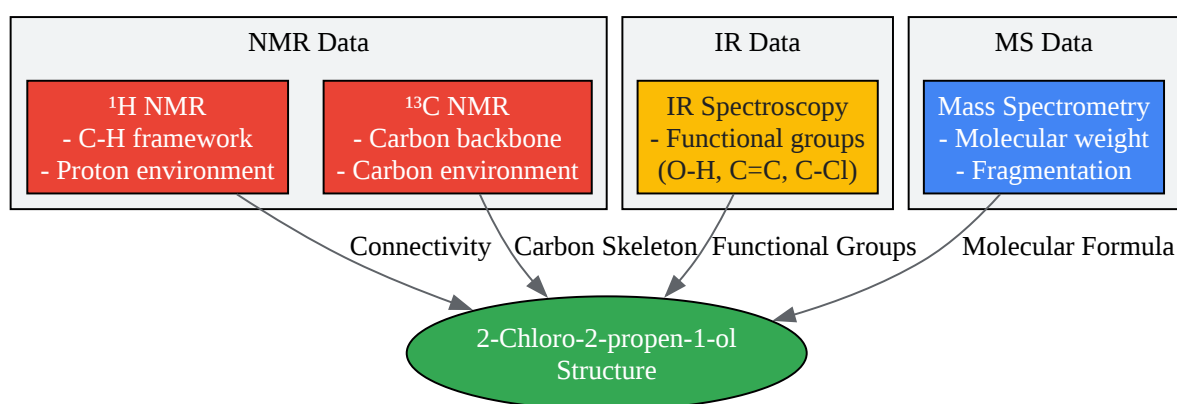 NMR Data
¹H NMR
- C-H framework
- Proton environment
¹³C NMR
- Carbon backbone
- Carbon environment
IR Data
IR Spectroscopy
- Functional groups
(O-H, C=C, C-Cl)
MS Data
Mass Spectrometry
- Molecular weight
- Fragmentation
Connectivity
Carbon Skeleton
Functional Groups
Molecular Formula
2-Chloro-2-propen-1-ol
Structure